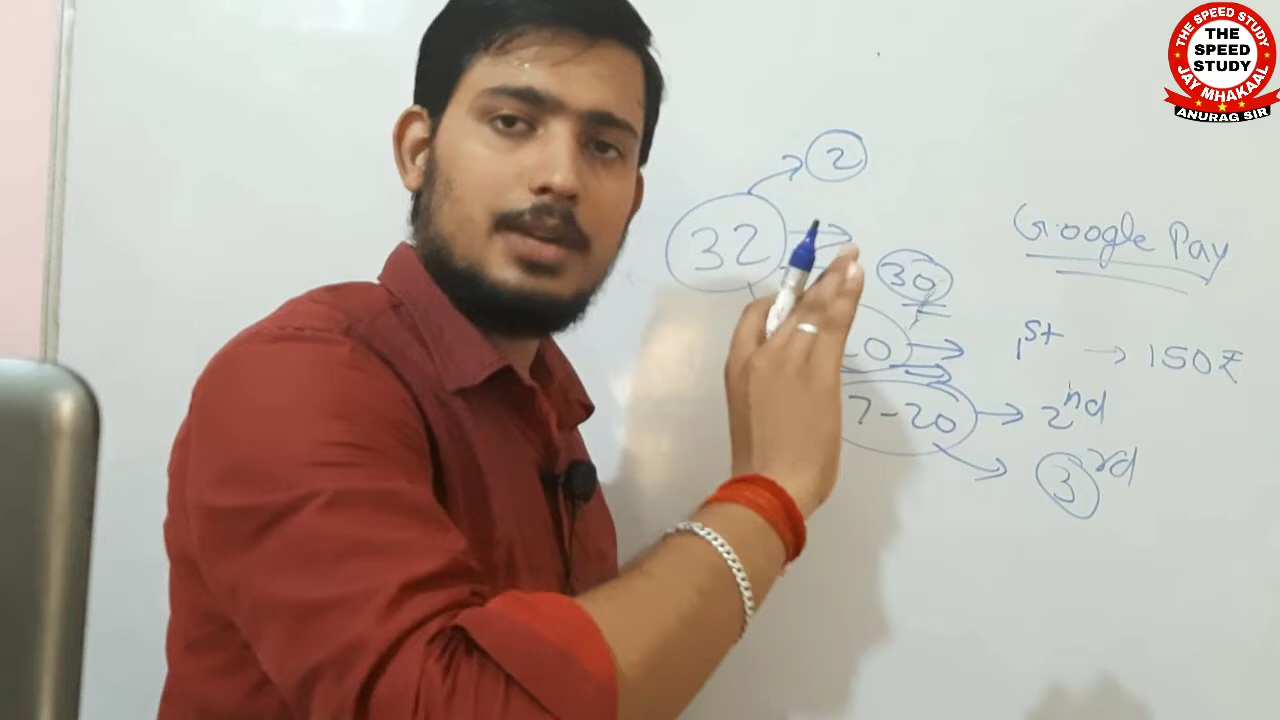 THE SPEED STUDY
THE
SPEED
STUDY
JAY MHAKAAL
ANURAG SIR
2
32
30
Google Pay
1st → 150₹
2nd
7-20
3rd